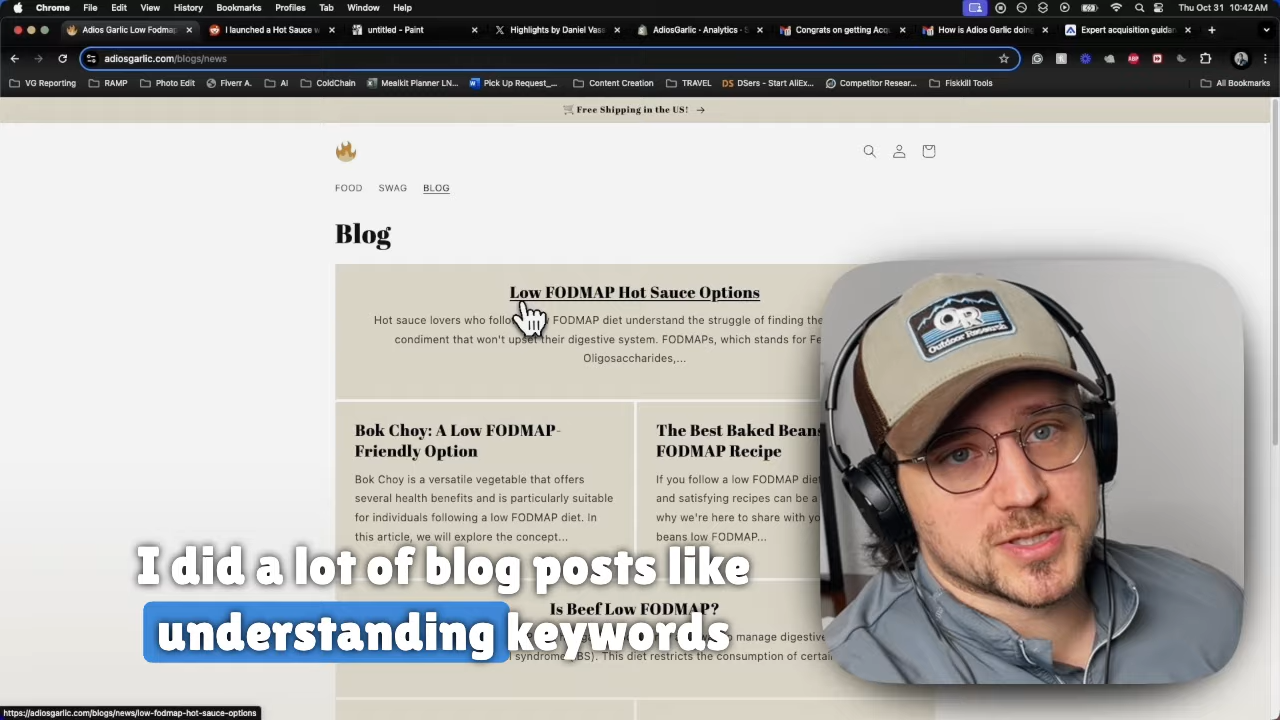 Chrome File Edit View History Bookmarks Profiles Tab Window Help Thu Oct 31 10:42 AM
Adios Garlic Low Fodmap I launched a Hot Sauce w untitled - Paint Highlights by Daniel Vass AdiosGarlic · Analytics · S Congrats on getting Acq How is Adios Garlic doing Expert acquisition guidan
adiosgarlic.com/blogs/news
VG Reporting RAMP Photo Edit Fiverr A. AI ColdChain Mealkit Planner LN... Pick Up Request_... Content Creation TRAVEL DSers - Start AliEx... Competitor Resear... Fiskkill Tools All Bookmarks
Free Shipping in the US! →
FOOD SWAG BLOG
Blog
Low FODMAP Hot Sauce Options
Hot sauce lovers who FODMAP diet understand the struggle of finding the
condiment that won't upset their digestive system. FODMAPs, which stands for
Oligosaccharides,...
Bok Choy: A Low FODMAP-
Friendly Option
Bok Choy is a versatile vegetable that offers
several health benefits and is particularly suitable
for individuals following a low FODMAP diet. In
this article, we will explore the concept...
The Best Baked Beans
FODMAP Recipe
If you follow a low FODMAP
and satisfying recipes can be a
why we're here to share with
beans low FODMAP...
OR
Outdoor Research
I did a lot of blog posts like
understanding keywords
Is Beef Low FODMAP?
to manage digestive
syndrome (IBS). This diet restricts the consumption of
https://adiosgarlic.com/blogs/news/low-fodmap-hot-sauce-options